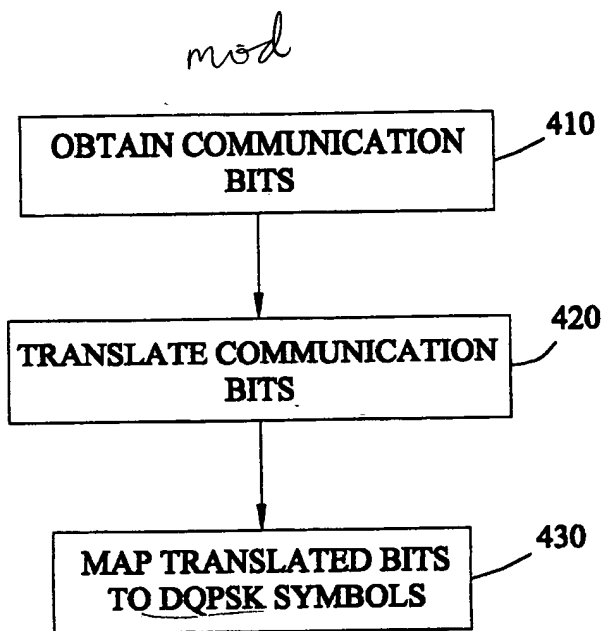 mod
OBTAIN COMMUNICATION
BITS
410
TRANSLATE COMMUNICATION
BITS
420
MAP TRANSLATED BITS
TO DQPSK SYMBOLS
430